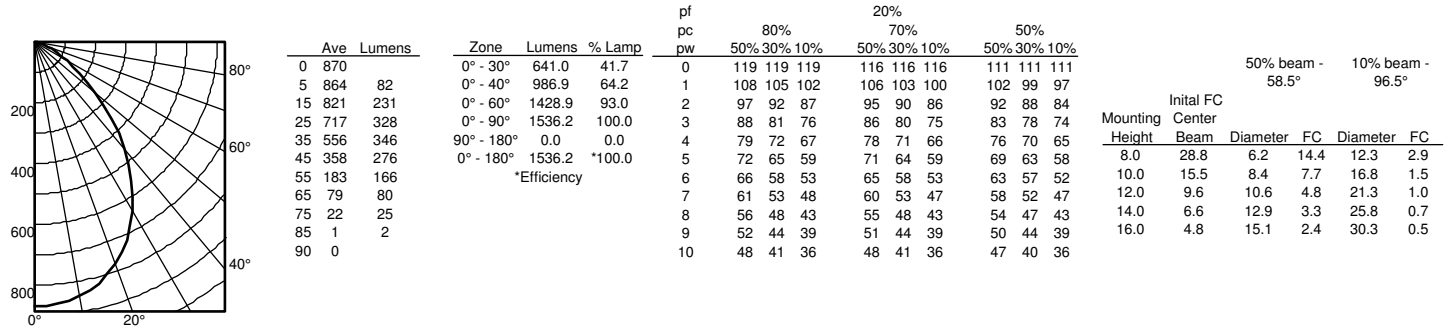 80°
60°
40°
20°
0°
200
400
600
800
Ave Lumens
0 870
5 864 82
15 821 231
25 717 328
35 556 346
45 358 276
55 183 166
65 79 80
75 22 25
85 1 2
90 0
Zone Lumens % Lamp
0° - 30° 641.0 41.7
0° - 40° 986.9 64.2
0° - 60° 1428.9 93.0
0° - 90° 1536.2 100.0
90° - 180° 0.0 0.0
0° - 180° 1536.2 *100.0
*Efficiency
pf 20%
pc 80% 70% 50%
pw 50% 30% 10% 50% 30% 10% 50% 30% 10%
0 119 119 119 116 116 116 111 111 111
1 108 105 102 106 103 100 102 99 97
2 97 92 87 95 90 86 92 88 84
3 88 81 76 86 80 75 83 78 74
4 79 72 67 78 71 66 76 70 65
5 72 65 59 71 64 59 69 63 58
6 66 58 53 65 58 53 63 57 52
7 61 53 48 60 53 47 58 52 47
8 56 48 43 55 48 43 54 47 43
9 52 44 39 51 44 39 50 44 39
10 48 41 36 48 41 36 47 40 36
50% beam - 10% beam -
58.5° 96.5°
Inital FC
Mounting Center
Height Beam Diameter FC Diameter FC
8.0 28.8 6.2 14.4 12.3 2.9
10.0 15.5 8.4 7.7 16.8 1.5
12.0 9.6 10.6 4.8 21.3 1.0
14.0 6.6 12.9 3.3 25.8 0.7
16.0 4.8 15.1 2.4 30.3 0.5